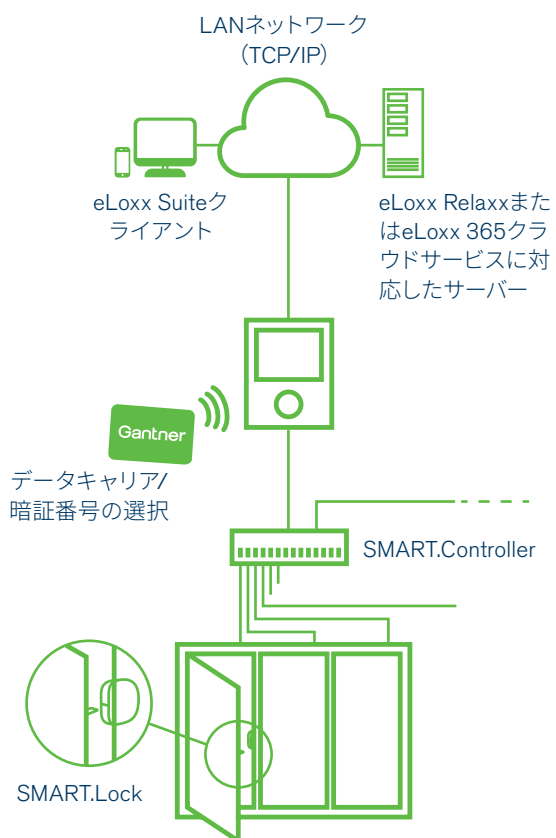 LANネットワーク
（TCP/IP）
eLoxx Suiteク
ライアント
eLoxx Relaxxまた
はeLoxx 365クラ
ウドサービスに対
応したサーバー
Gantner
データキャリア/
暗証番号の選択
SMART.Controller
SMART.Lock